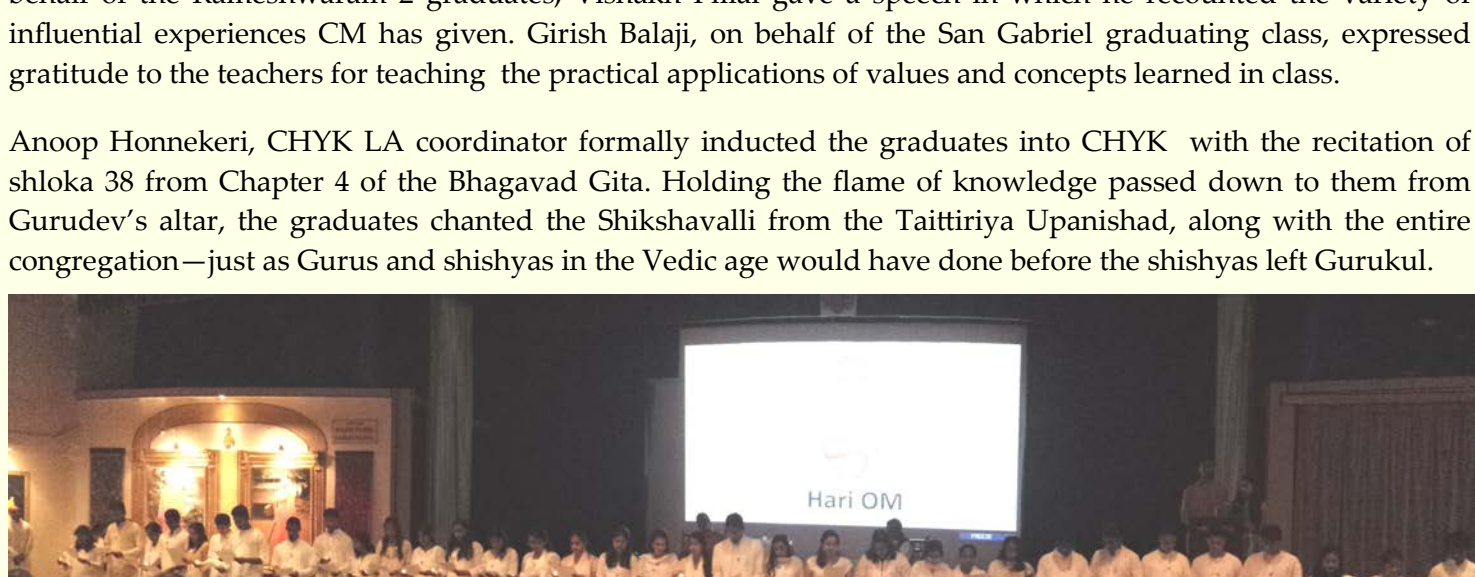 behalf of the Rameshwaram 2 graduates, Vishakh Pillai gave a speech in which he recounted the variety of
influential experiences CM has given. Girish Balaji, on behalf of the San Gabriel graduating class, expressed
gratitude to the teachers for teaching  the practical applications of values and concepts learned in class.
Anoop Honnekeri, CHYK LA coordinator formally inducted the graduates into CHYK  with the recitation of
shloka 38 from Chapter 4 of the Bhagavad Gita. Holding the flame of knowledge passed down to them from
Gurudev's altar, the graduates chanted the Shikshavalli from the Taittiriya Upanishad, along with the entire
congregation—just as Gurus and shishyas in the Vedic age would have done before the shishyas left Gurukul.
Hari OM
FREEZE